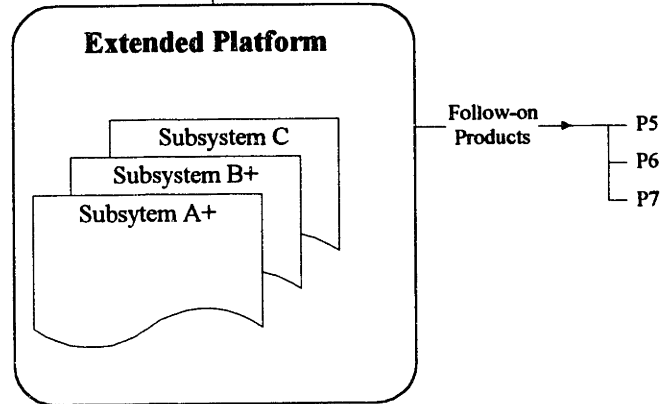 Extended Platform
Subsystem C
Subsystem B+
Subsytem A+
Follow-on
Products
P5
P6
P7